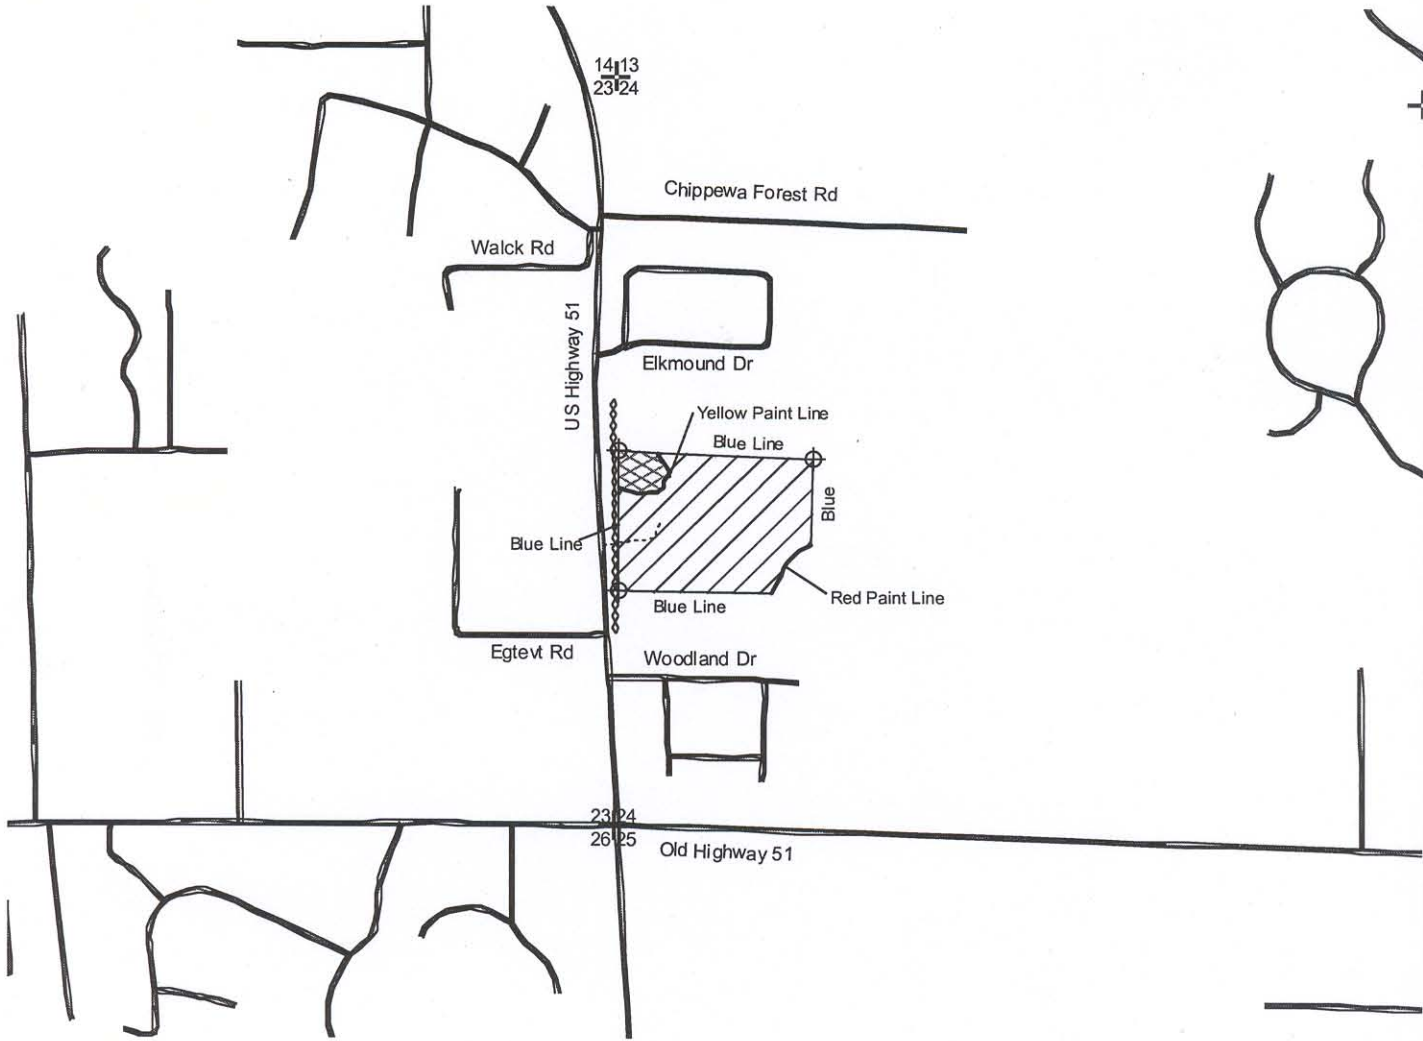 14 13
23 24
Chippewa Forest Rd
Walck Rd
US Highway 51
Elkmound Dr
Yellow Paint Line
Blue Line
Blue
Blue Line
Red Paint Line
Blue Line
Egtevt Rd
Woodland Dr
23 24
26 25
Old Highway 51